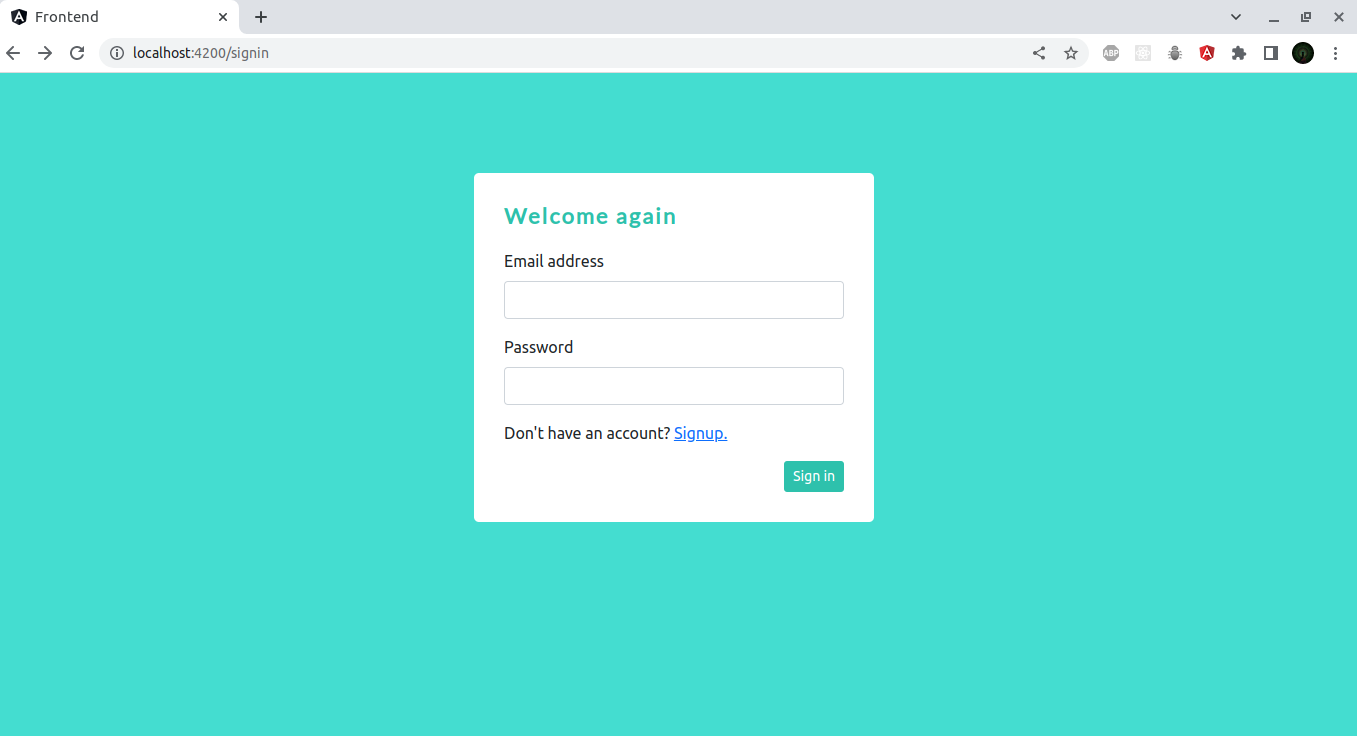 Frontend
localhost:4200/signin
ABP
Welcome again
Email address
Password
Don't have an account? Signup.
Sign in